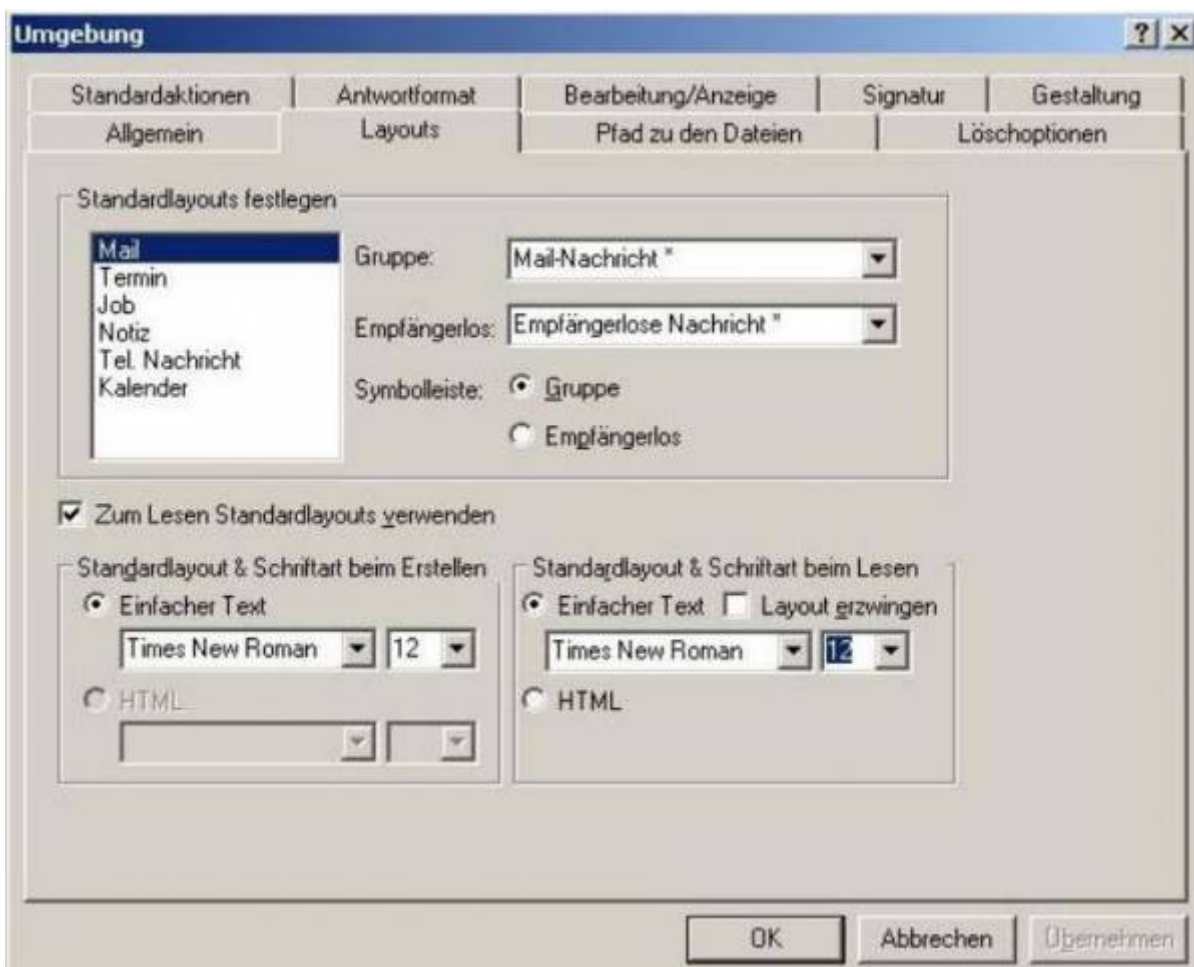 Umgebung
Standardaktionen Antwortformat Bearbeitung/Anzeige Signatur Gestaltung
Allgemein Layouts Pfad zu den Dateien Löschoptionen
Standardlayouts festlegen
Mail
Termin
Job
Notiz
Tel. Nachricht
Kalender
Gruppe: Mail-Nachricht *
Empfängerlos: Empfängerlose Nachricht *
Symbolleiste: Gruppe
Empfängerlos
Zum Lesen Standardlayouts verwenden
Standardlayout & Schriftart beim Erstellen
Einfacher Text
Times New Roman 12
HTML
Standardlayout & Schriftart beim Lesen
Einfacher Text Layout erzwingen
Times New Roman 12
HTML
OK Abbrechen Übernehmen